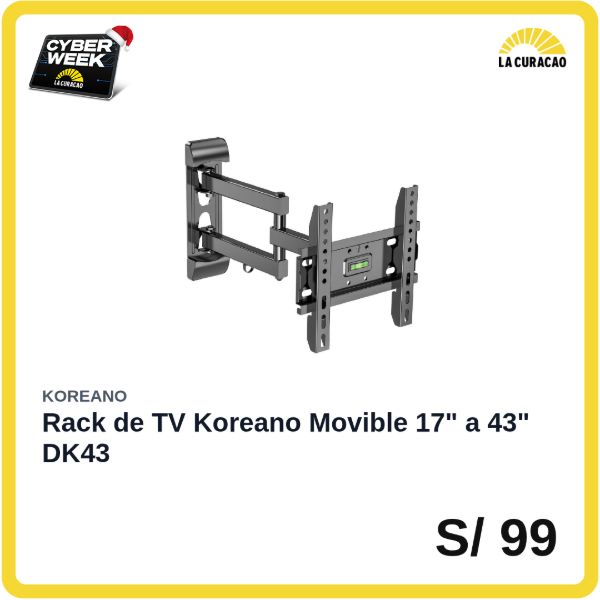 CYBER
WEEK
LA CURACAO
LA CURACAO
KOREANO
Rack de TV Koreano Movible 17" a 43"
DK43
S/ 99